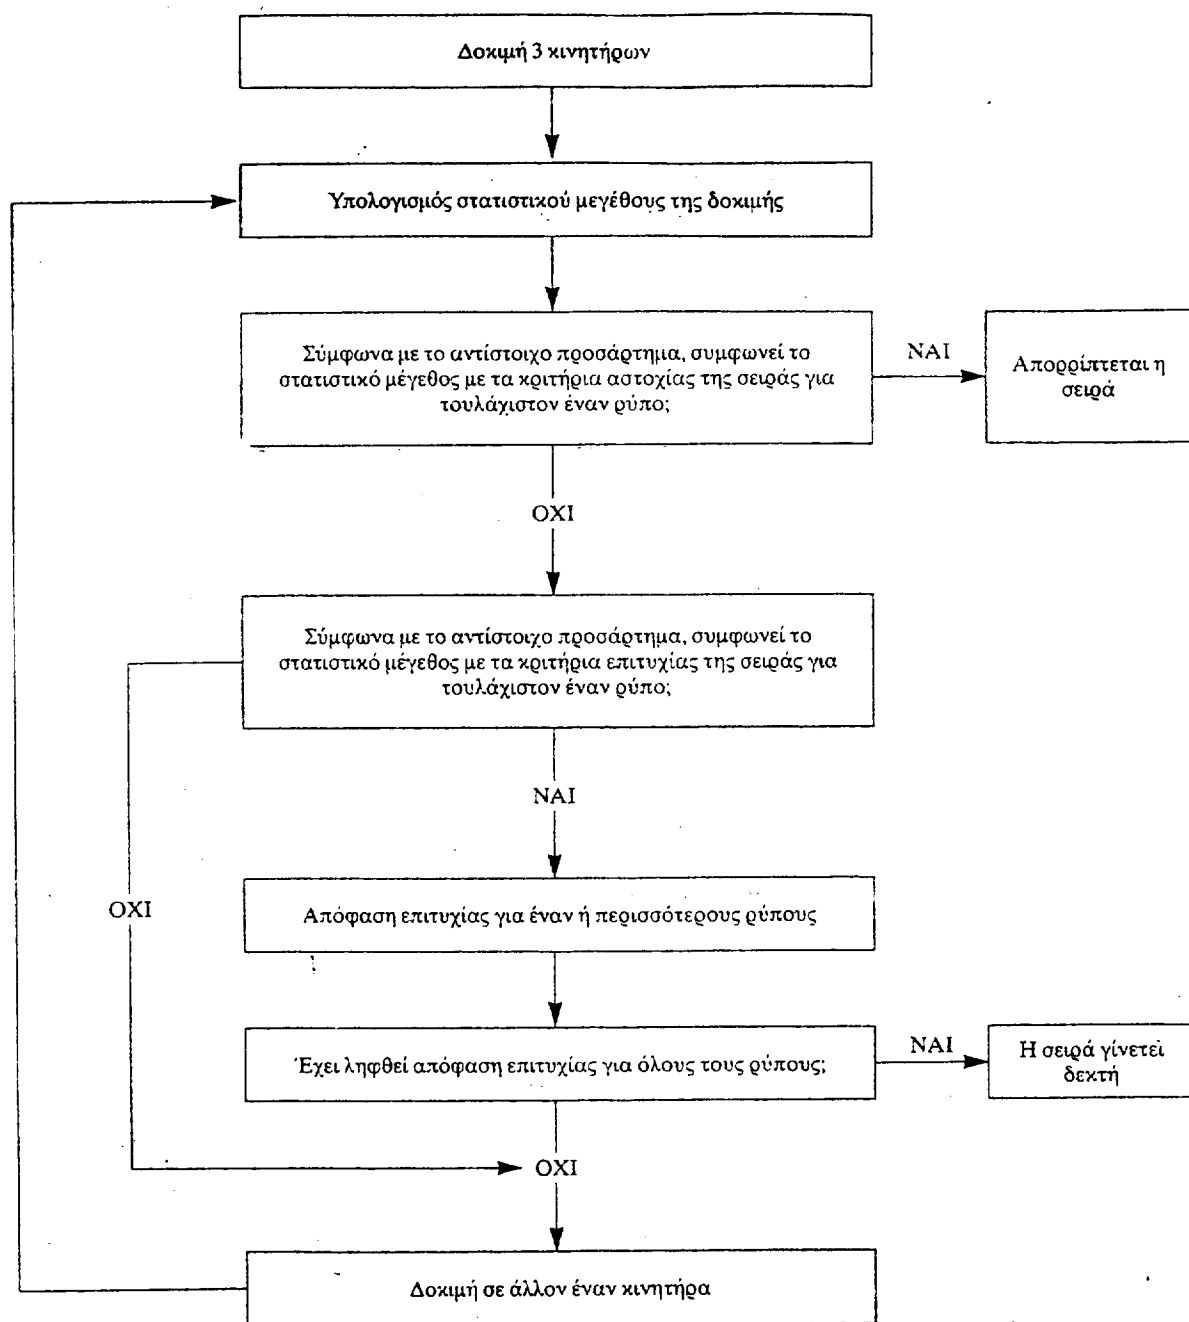 Δοκιμή 3 κινητήρων
Υπολογισμός στατιστικού μεγέθους της δοκιμής
Σύμφωνα με το αντίστοιχο προσάρτημα, συμφωνεί το
στατιστικό μέγεθος με τα κριτήρια αστοχίας της σειράς για
τουλάχιστον έναν ρύπο;
ΝΑΙ
Απορρίπτεται η
σειρά
ΟΧΙ
Σύμφωνα με το αντίστοιχο προσάρτημα, συμφωνεί το
στατιστικό μέγεθος με τα κριτήρια επιτυχίας της σειράς για
τουλάχιστον έναν ρύπο;
ΝΑΙ
ΟΧΙ
Απόφαση επιτυχίας για έναν ή περισσότερους ρύπους
Έχει ληφθεί απόφαση επιτυχίας για όλους τους ρύπους;
ΝΑΙ
Η σειρά γίνετεί
δεκτή
ΟΧΙ
Δοκιμή σε άλλον έναν κινητήρα